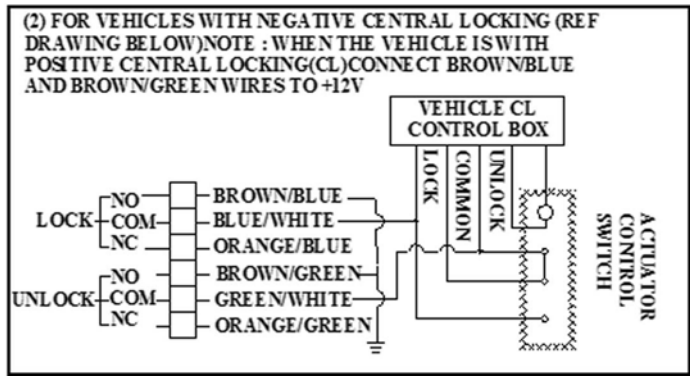 (2) FOR VEHICLES WITH NEGATIVE CENTRAL LOCKING (REF
DRAWING BELOW)NOTE : WHEN THE VEHICLE IS WITH
POSITIVE CENTRAL LOCKING(CL)CONNECT BROWN/BLUE
AND BROWN/GREEN WIRES TO +12V
VEHICLE CL
CONTROL BOX
LOCK
COMMON
UNLOCK
ACTUATOR
CONTROL
SWITCH
LOCK
NO
BROWN/BLUE
COM
BLUE/WHITE
NC
ORANGE/BLUE
UNLOCK
NO
BROWN/GREEN
COM
GREEN/WHITE
NC
ORANGE/GREEN